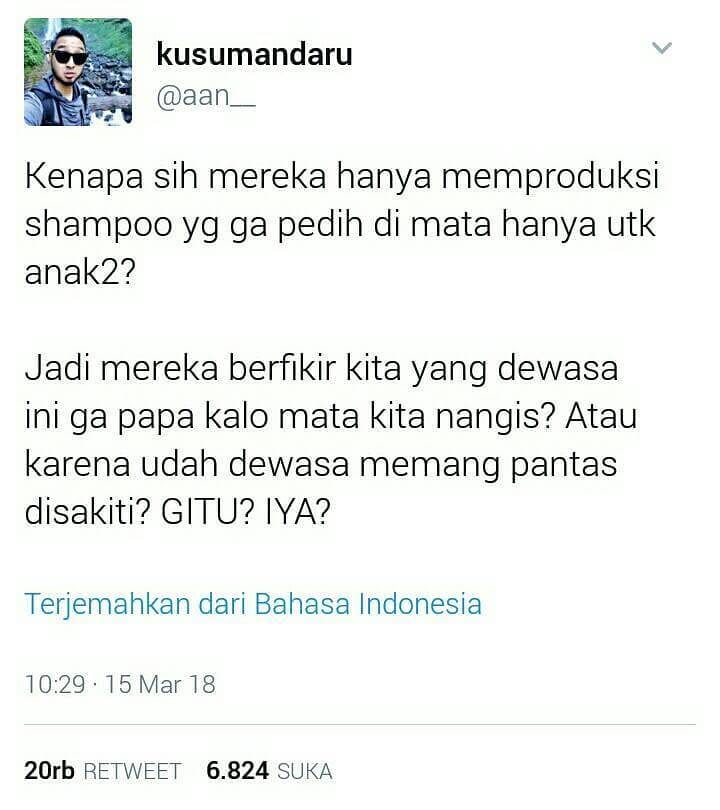 kusumandaru
@aan__
Kenapa sih mereka hanya memproduksi
shampoo yg ga pedih di mata hanya utk
anak2?
Jadi mereka berfikir kita yang dewasa
ini ga papa kalo mata kita nangis? Atau
karena udah dewasa memang pantas
disakiti? GITU? IYA?
Terjemahkan dari Bahasa Indonesia
10:29 · 15 Mar 18
20rb RETWEET 6.824 SUKA